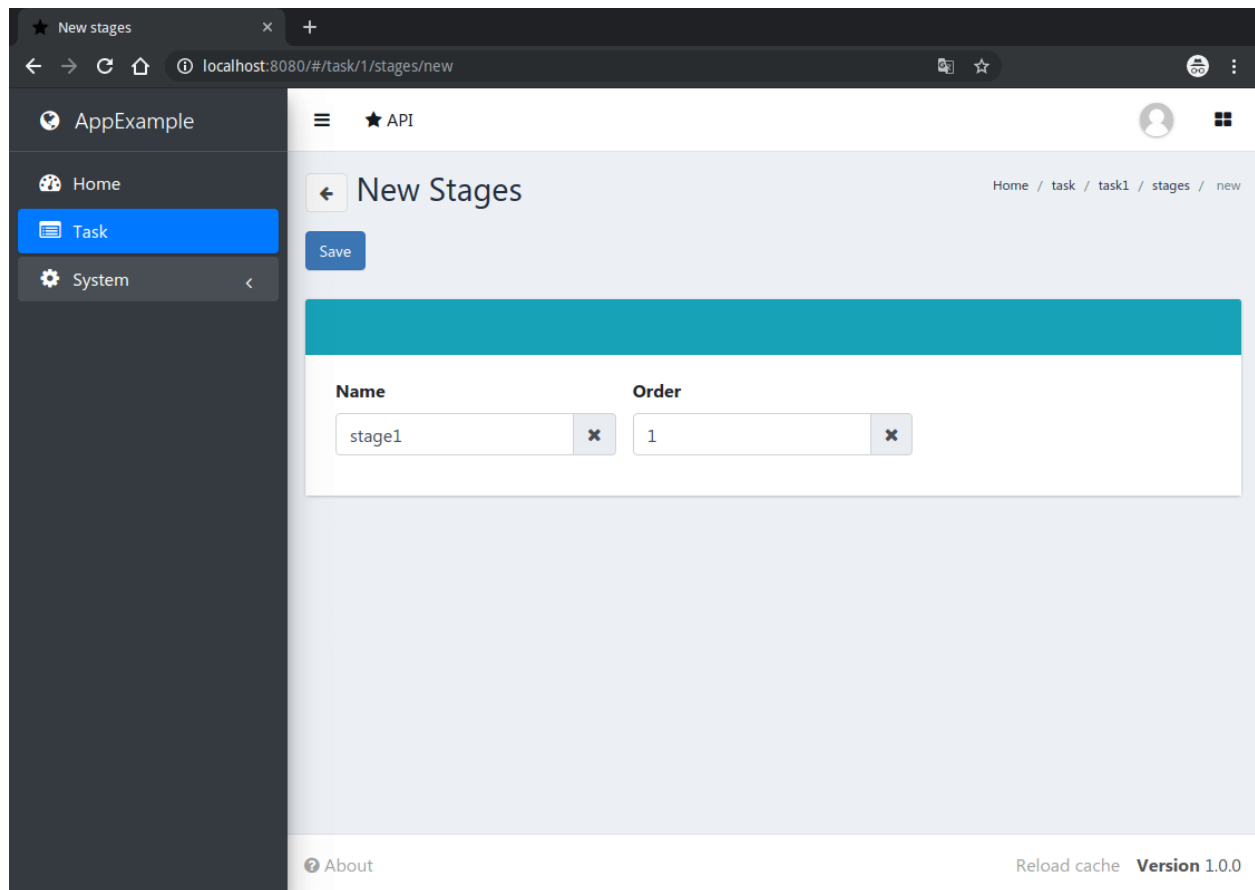 New stages
localhost:8080/#/task/1/stages/new
AppExample
API
Home
New Stages
Home / task / task1 / stages / new
Task
Save
System
Name
Order
stage1
1
About
Reload cache Version 1.0.0